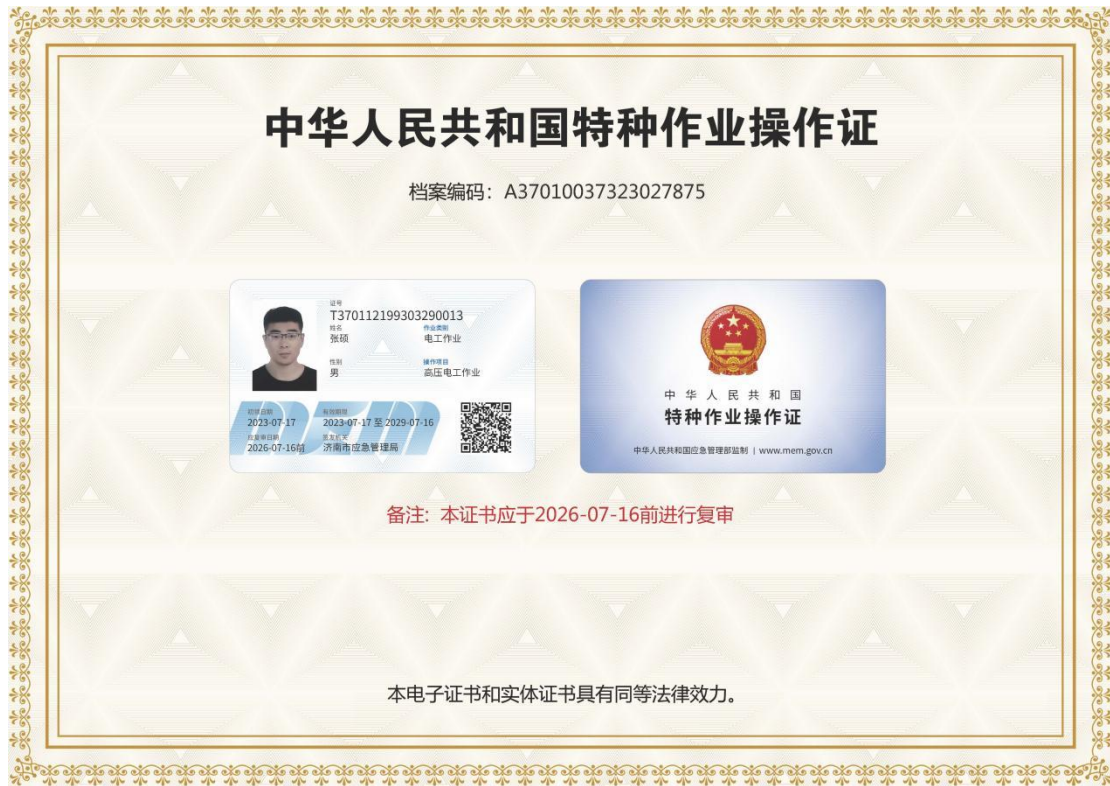 中华人民共和国特种作业操作证
档案编码：A37010037323027875
证号
T370112199303290013
姓名
张硕
作业类别
电工作业
性别
男
操作项目
高压电工作业
初领日期
2023-07-17
有效期限
2023-07-17 至 2029-07-16
应复审日期
2026-07-16前
签发机关
济南市应急管理局
中华人民共和国
特种作业操作证
中华人民共和国应急管理部监制 | www.mem.gov.cn
备注: 本证书应于2026-07-16前进行复审
本电子证书和实体证书具有同等法律效力。